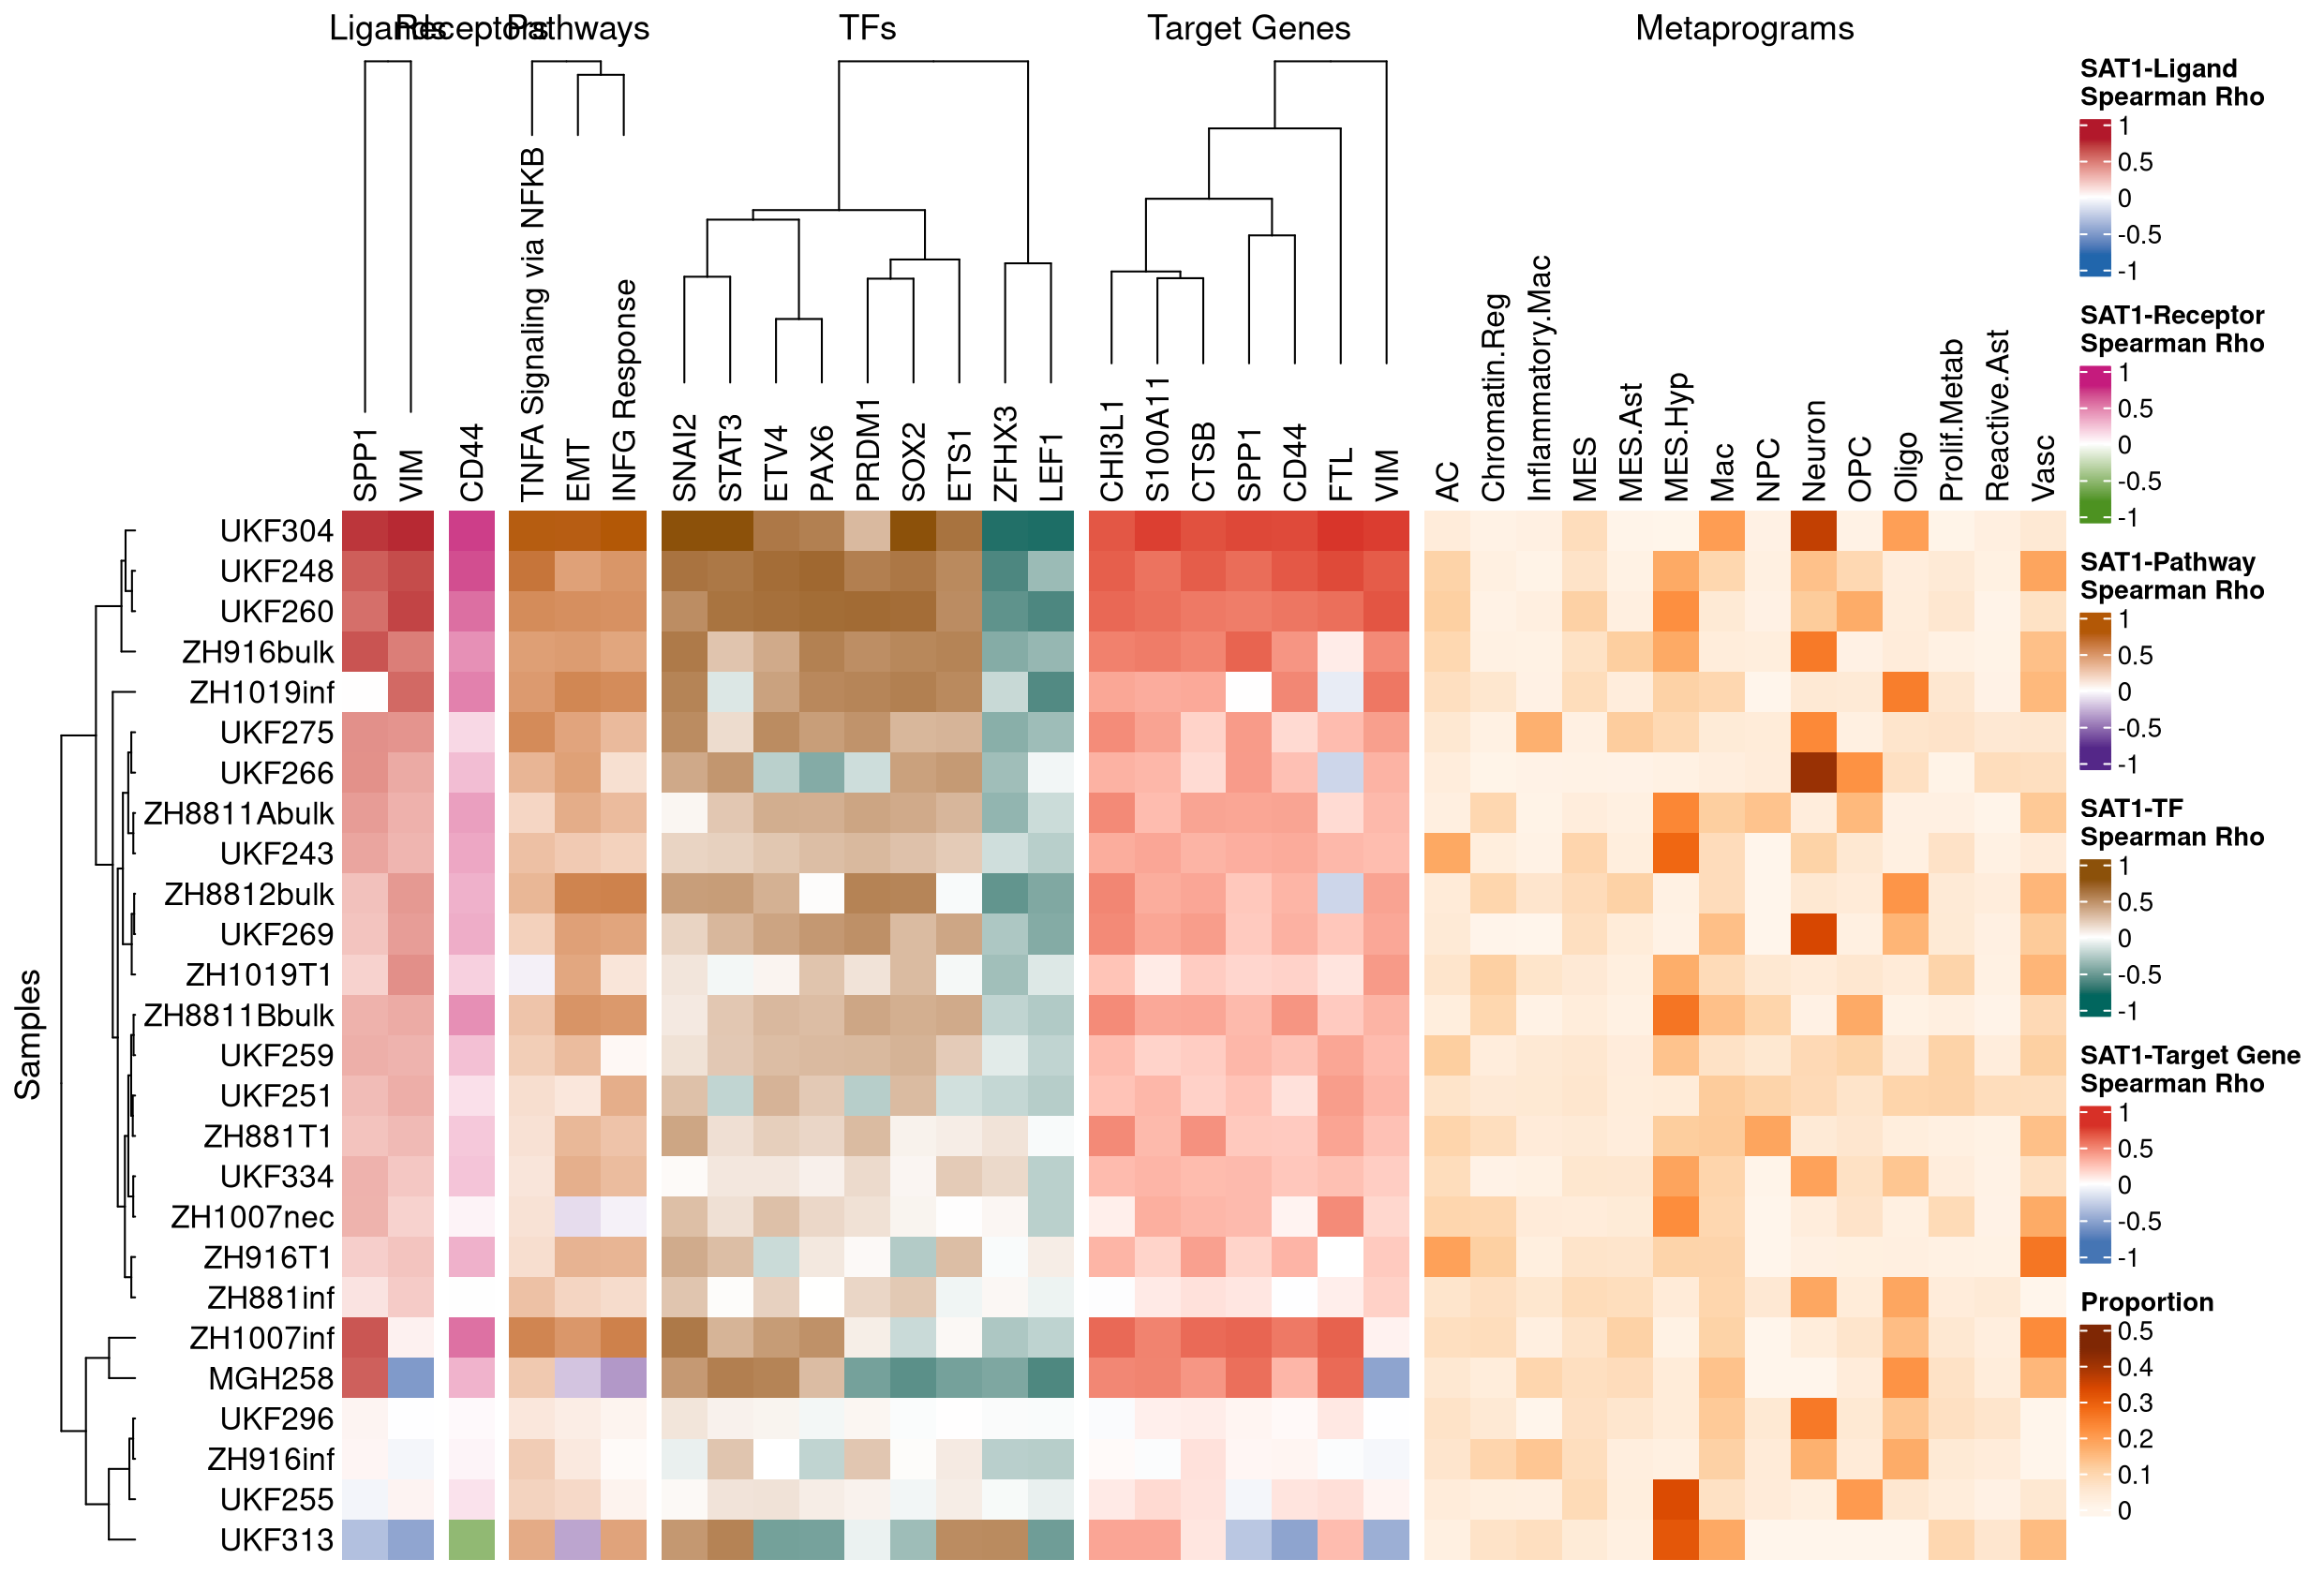 Ligands Receptors Pathways TFs Target Genes Metaprograms
SPP1
VIM
CD44
TNFA Signaling via NFKB
EMT
INFG Response
SNAI2
STAT3
ETV4
PAX6
PRDM1
SOX2
ETS1
ZFHX3
LEF1
CHI3L1
S100A11
CTSB
SPP1
CD44
FTL
VIM
AC
Chromatin.Reg
Inflammatory.Mac
MES
MES.Ast
MES.Hyp
Mac
NPC
Neuron
OPC
Oligo
Prolif.Metab
Reactive.Ast
Vasc
Samples
UKF304
UKF248
UKF260
ZH916bulk
ZH1019inf
UKF275
UKF266
ZH8811Abulk
UKF243
ZH8812bulk
UKF269
ZH1019T1
ZH8811Bbulk
UKF259
UKF251
ZH881T1
UKF334
ZH1007nec
ZH916T1
ZH881inf
ZH1007inf
MGH258
UKF296
ZH916inf
UKF255
UKF313
SAT1-Ligand
Spearman Rho
1
0.5
0
-0.5
-1
SAT1-Receptor
Spearman Rho
1
0.5
0
-0.5
-1
SAT1-Pathway
Spearman Rho
1
0.5
0
-0.5
-1
SAT1-TF
Spearman Rho
1
0.5
0
-0.5
-1
SAT1-Target Gene
Spearman Rho
1
0.5
0
-0.5
-1
Proportion
0.5
0.4
0.3
0.2
0.1
0